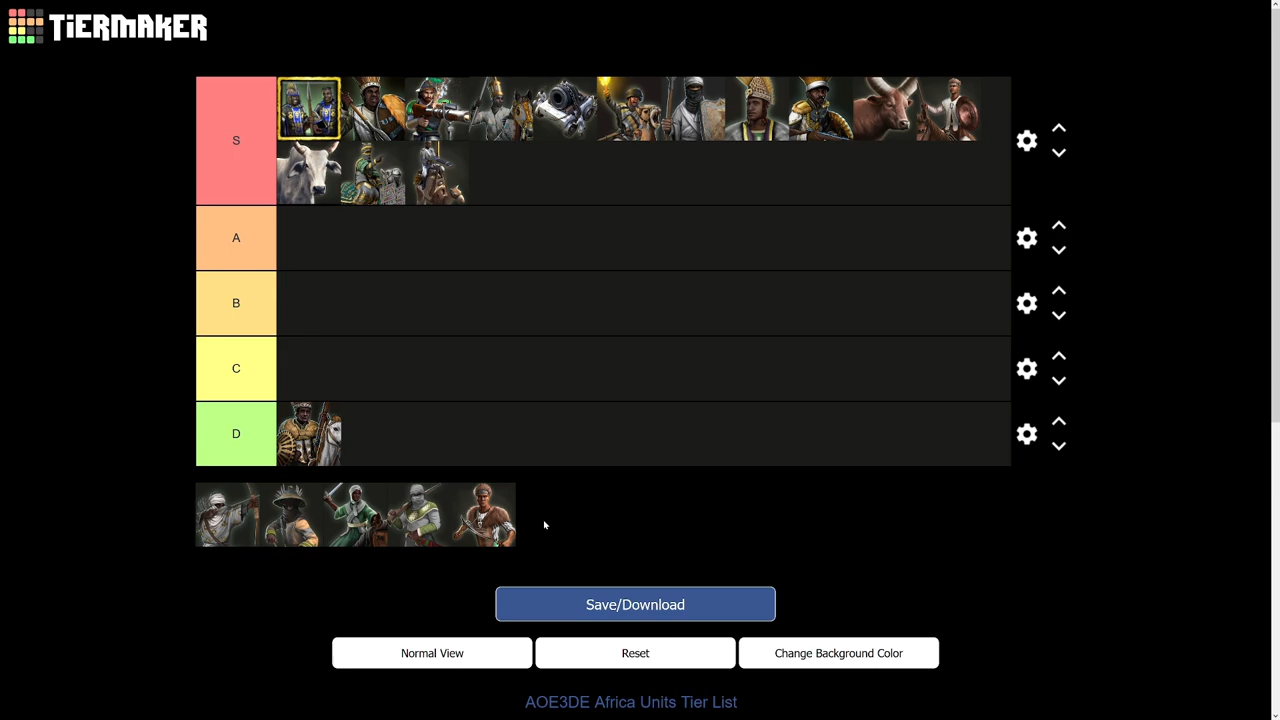 TiERMAKER
S
A
B
C
D
Save/Download
Normal View
Reset
Change Background Color
AOE3DE Africa Units Tier List